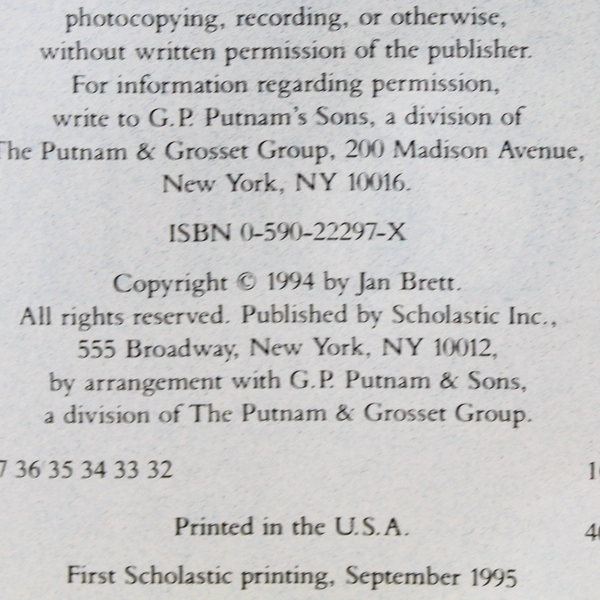 photocopying, recording, or otherwise,
without written permission of the publisher.
For information regarding permission,
write to G.P. Putnam's Sons, a division of
The Putnam & Grosset Group, 200 Madison Avenue,
New York, NY 10016.
ISBN 0-590-22297-X
Copyright © 1994 by Jan Brett.
All rights reserved. Published by Scholastic Inc.,
555 Broadway, New York, NY 10012,
by arrangement with G.P. Putnam & Sons,
a division of The Putnam & Grosset Group.
7 36 35 34 33 32
Printed in the U.S.A.
First Scholastic printing, September 1995